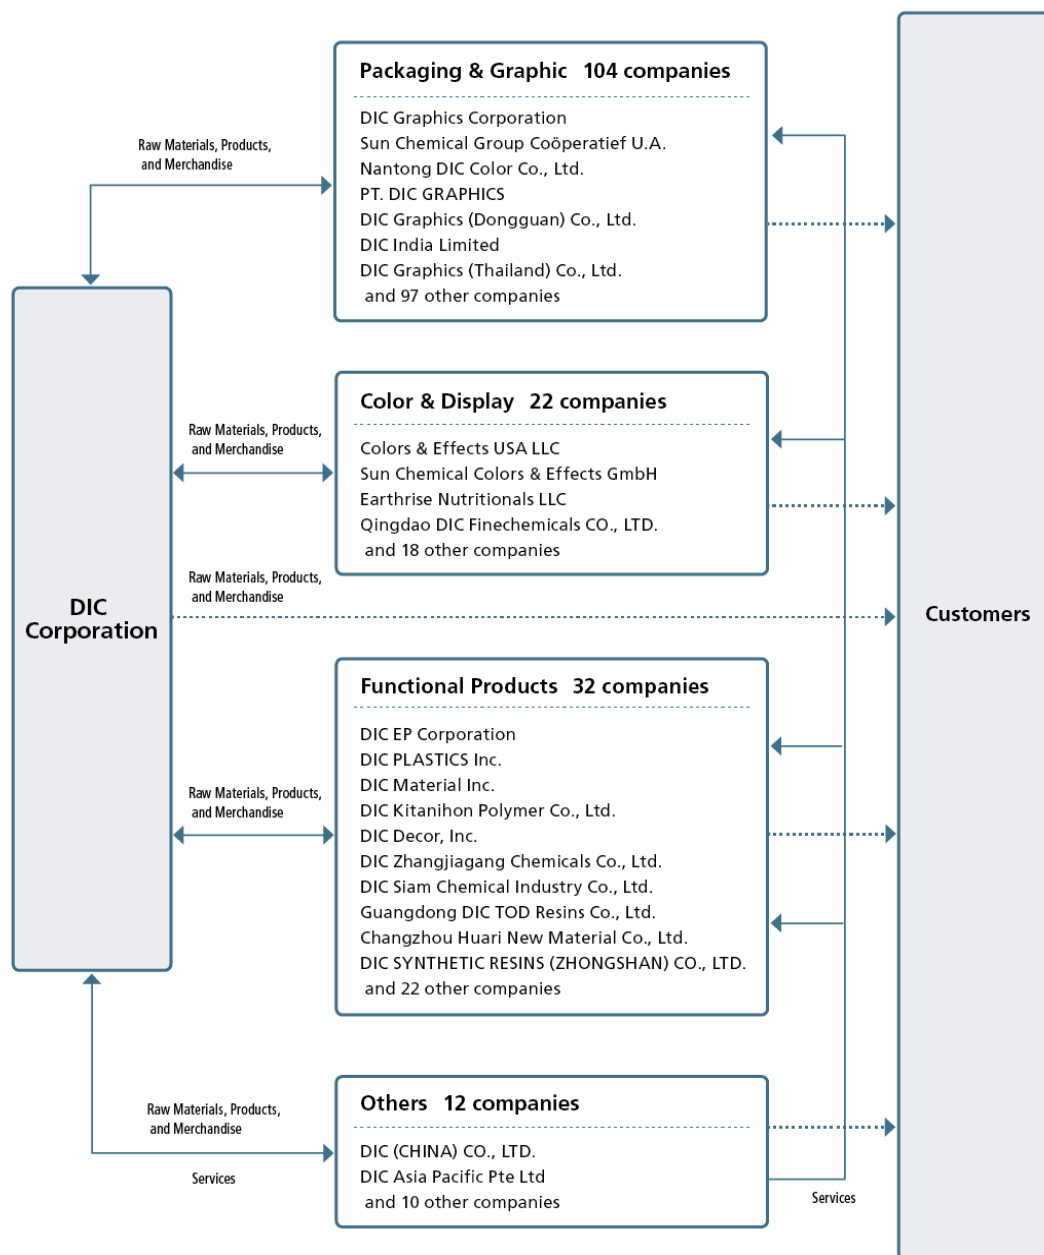 Packaging & Graphic 104 companies
DIC Graphics Corporation
Sun Chemical Group Coöperatief U.A.
Nantong DIC Color Co., Ltd.
PT. DIC GRAPHICS
DIC Graphics (Dongguan) Co., Ltd.
DIC India Limited
DIC Graphics (Thailand) Co., Ltd.
and 97 other companies
Raw Materials, Products,
and Merchandise
Color & Display 22 companies
Colors & Effects USA LLC
Sun Chemical Colors & Effects GmbH
Earthrise Nutritionals LLC
Qingdao DIC Finechemicals CO., LTD.
and 18 other companies
Raw Materials, Products,
and Merchandise
Raw Materials, Products,
and Merchandise
DIC
Corporation
Customers
Functional Products 32 companies
DIC EP Corporation
DIC PLASTICS Inc.
DIC Material Inc.
DIC Kitanihon Polymer Co., Ltd.
DIC Decor, Inc.
DIC Zhangjiagang Chemicals Co., Ltd.
DIC Siam Chemical Industry Co., Ltd.
Guangdong DIC TOD Resins Co., Ltd.
Changzhou Huari New Material Co., Ltd.
DIC SYNTHETIC RESINS (ZHONGSHAN) CO., LTD.
and 22 other companies
Raw Materials, Products,
and Merchandise
Others 12 companies
DIC (CHINA) CO., LTD.
DIC Asia Pacific Pte Ltd
and 10 other companies
Raw Materials, Products,
and Merchandise
Services
Services